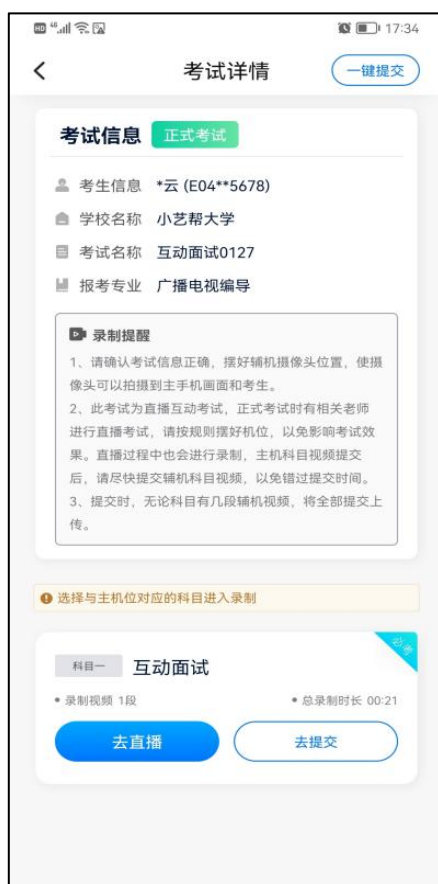 HD 17:34
考试详情 一键提交
考试信息 正式考试
考生信息 *云 (E04**5678)
学校名称 小艺帮大学
考试名称 互动面试0127
报考专业 广播电视编导
录制提醒
1、请确认考试信息正确，摆好辅机摄像头位置，使摄
像头可以拍摄到主手机画面和考生。
2、此考试为直播互动考试，正式考试时有相关老师
进行直播考试，请按规则摆好机位，以免影响考试效
果。直播过程中也会进行录制，主机科目视频提交
后，请尽快提交辅机科目视频，以免错过提交时间。
3、提交时，无论科目有几段辅机视频，将全部提交上
传。
选择与主机位对应的科目进入录制
必考
科目一 互动面试
• 录制视频 1段 • 总录制时长 00:21
去直播 去提交